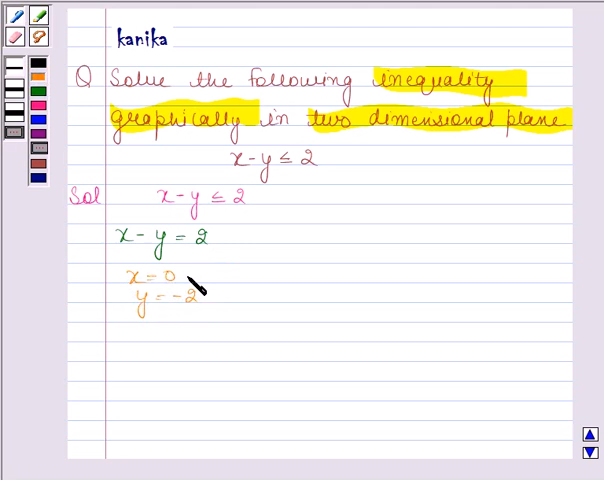 kanika
Q Solve the following inequality
graphically in two dimensional plane
x-y ≤ 2
Sol x-y ≤ 2
x-y = 2
x = 0
y = -2